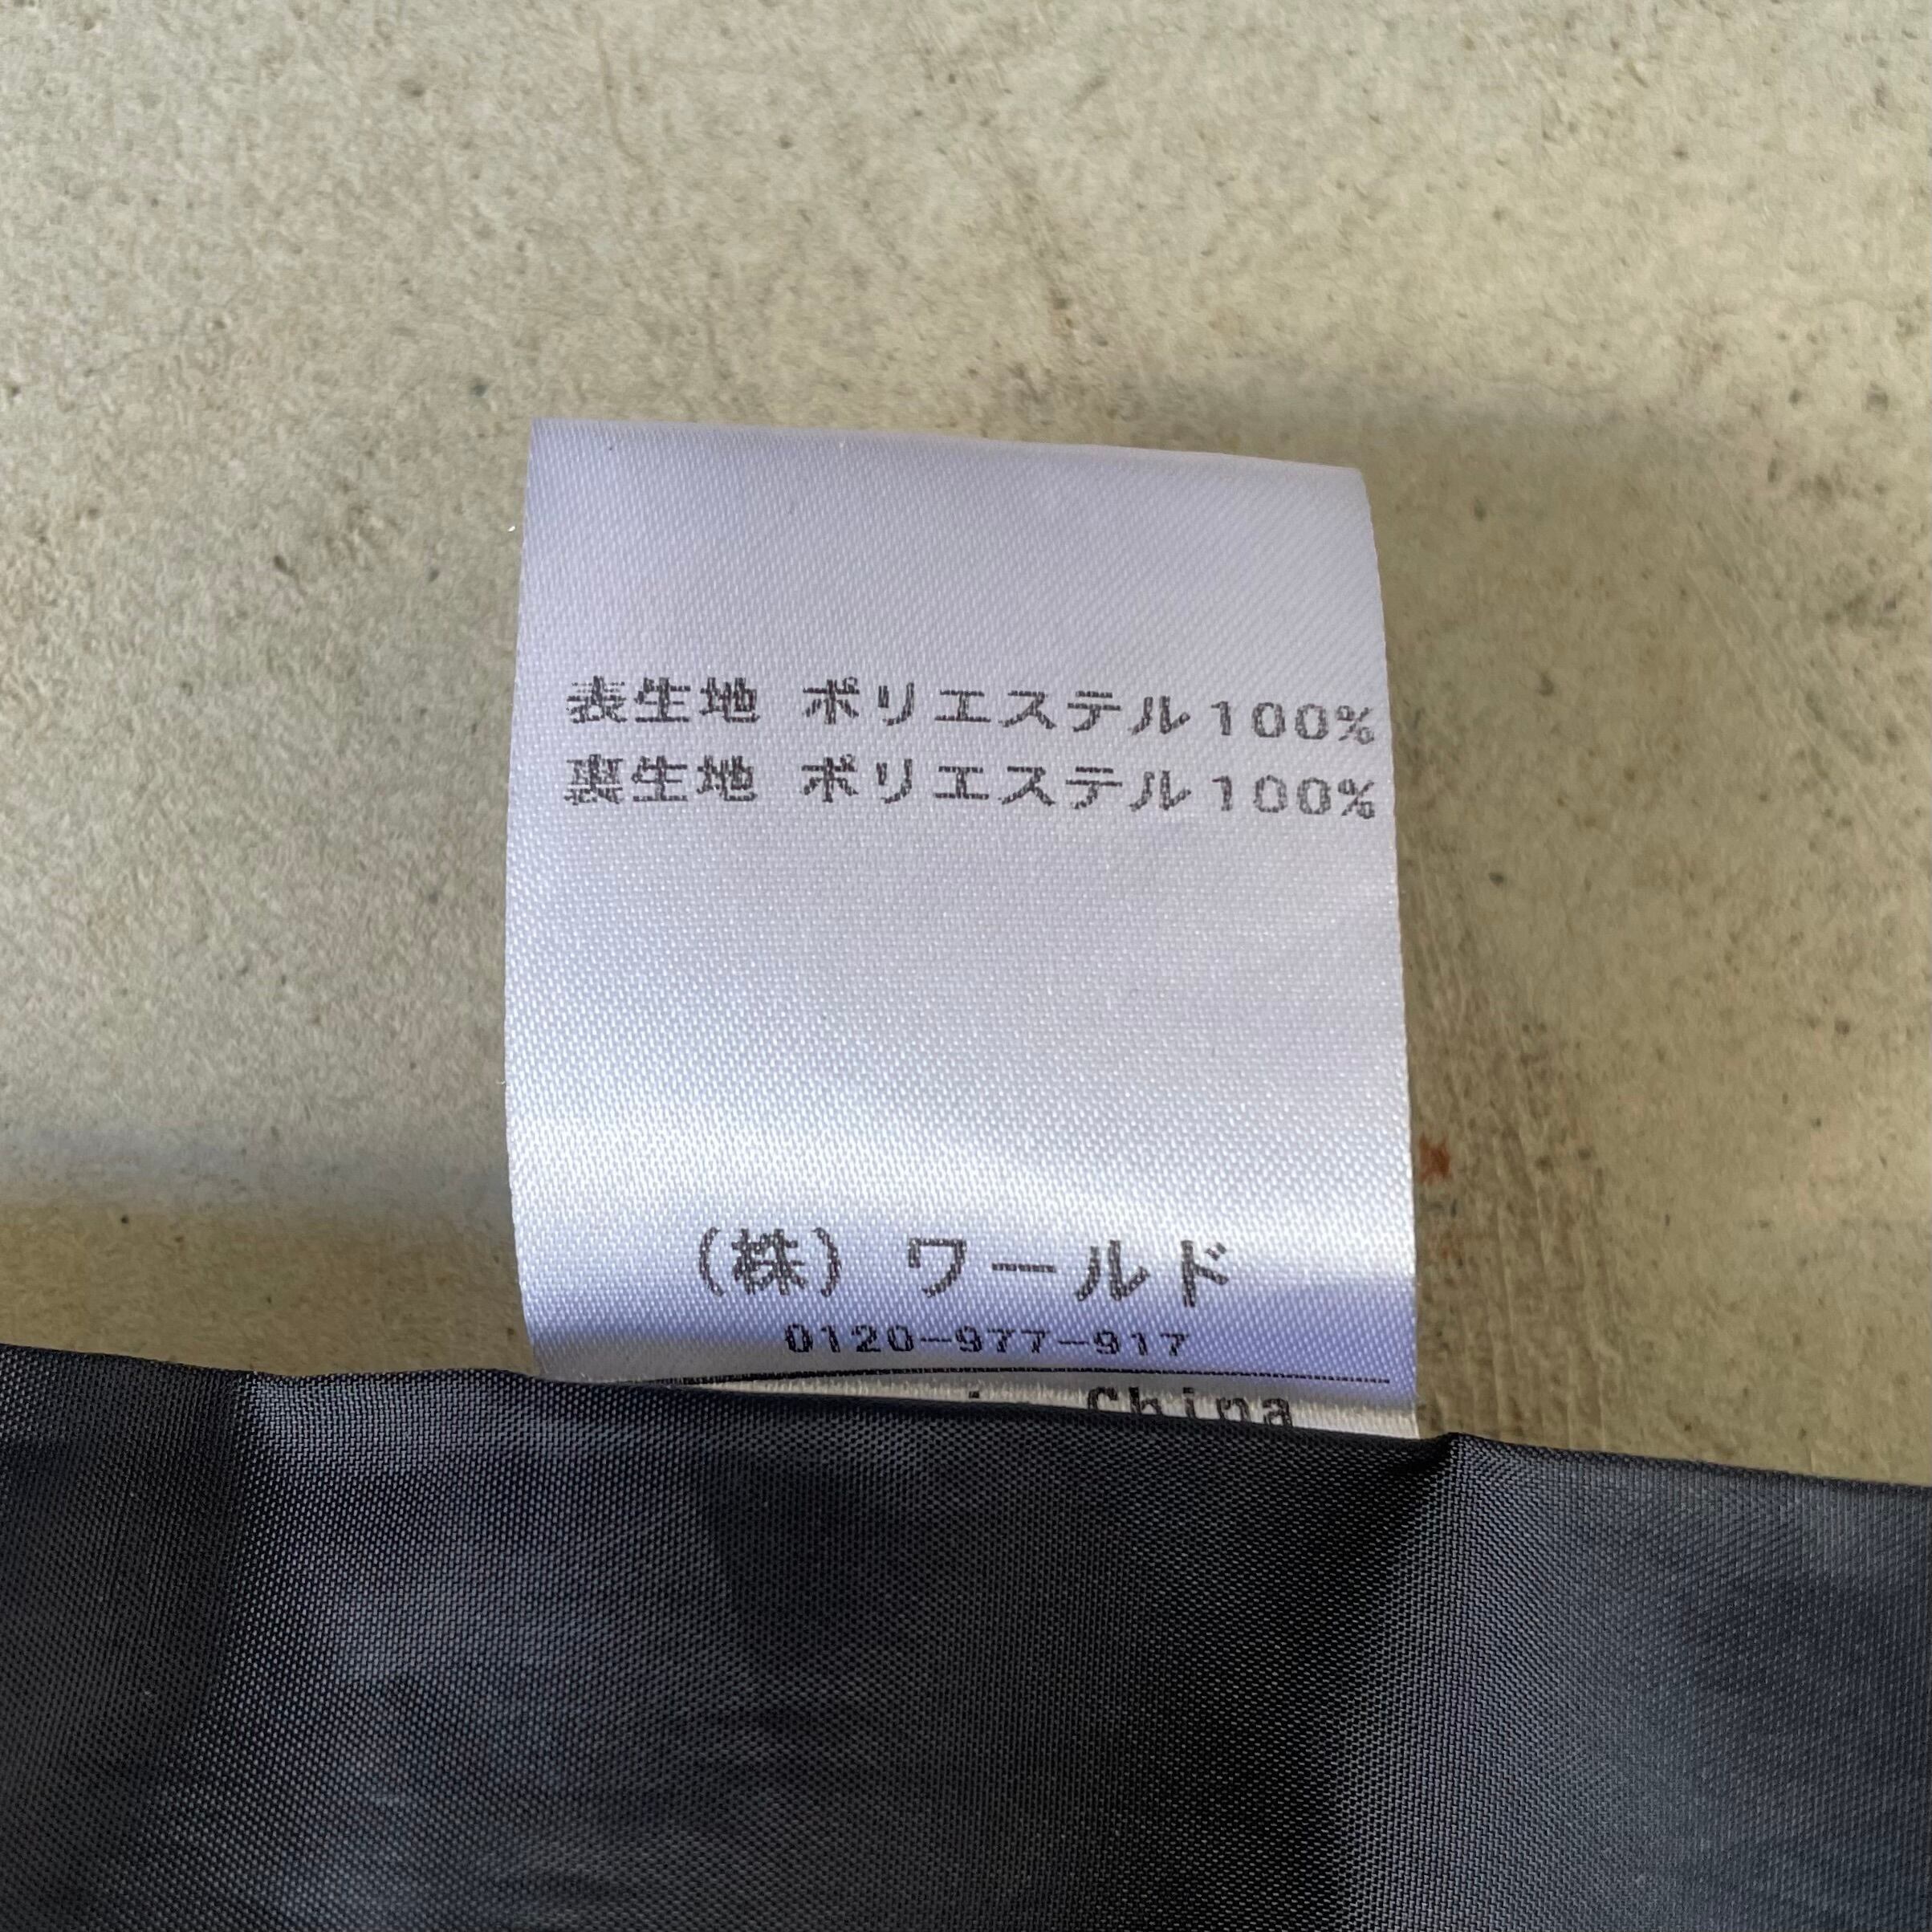 表生地 ポリエステル100%
裏生地 ポリエステル100%
(株) ワールド
0120-977-917
China